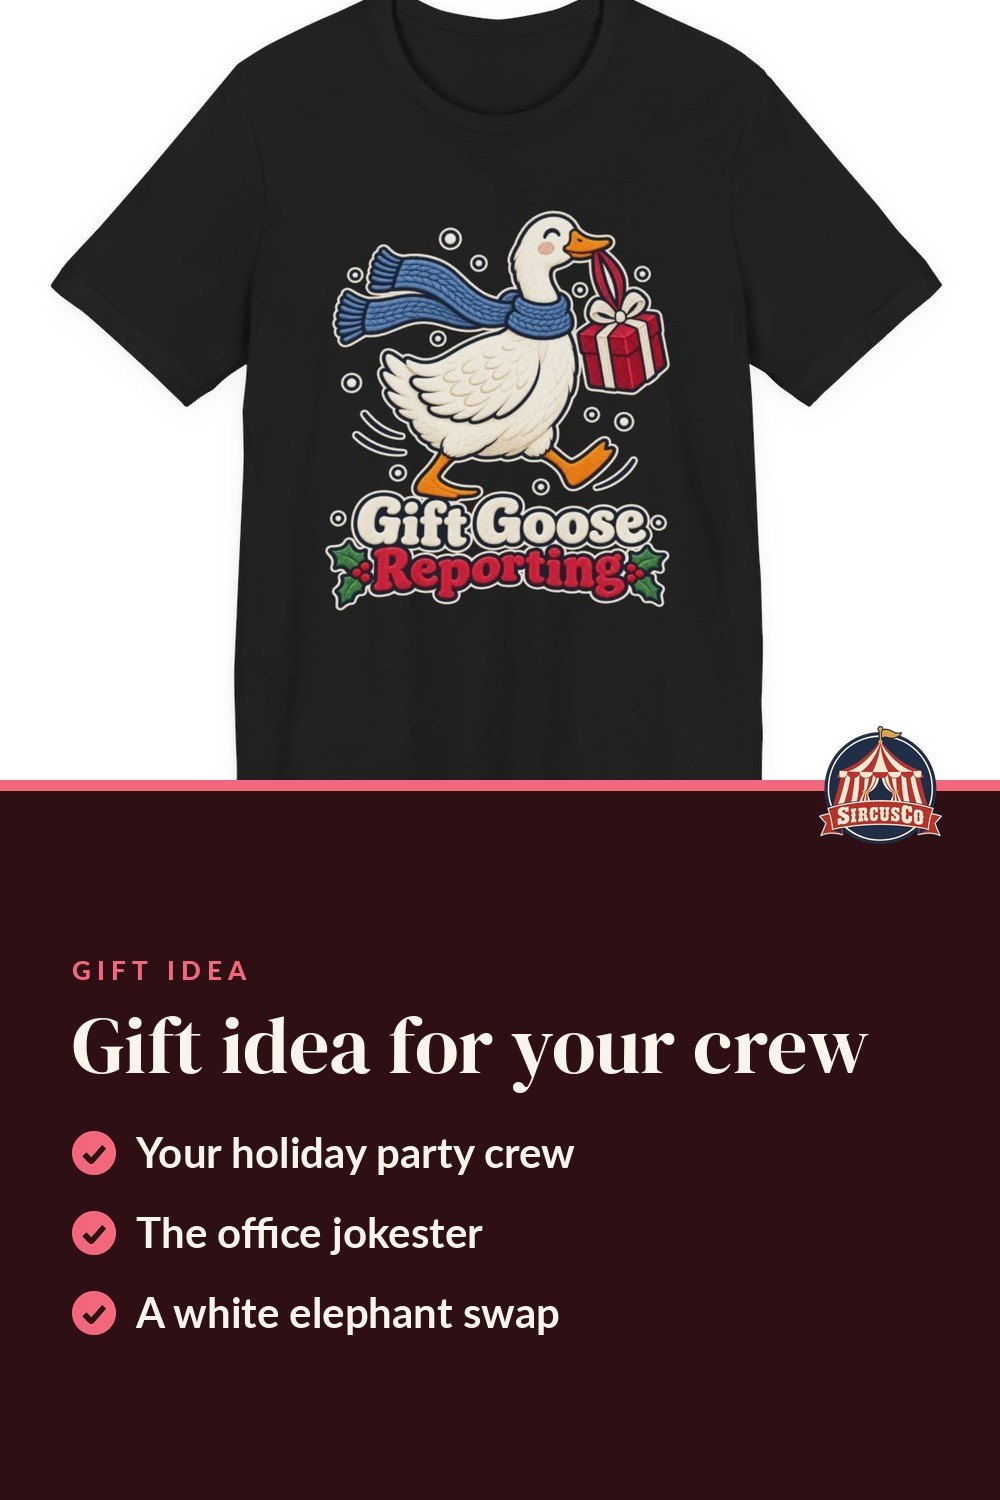 Gift Goose
Reporting
SIRCUSCO
GIFT IDEA
Gift idea for your crew
Your holiday party crew
The office jokester
A white elephant swap